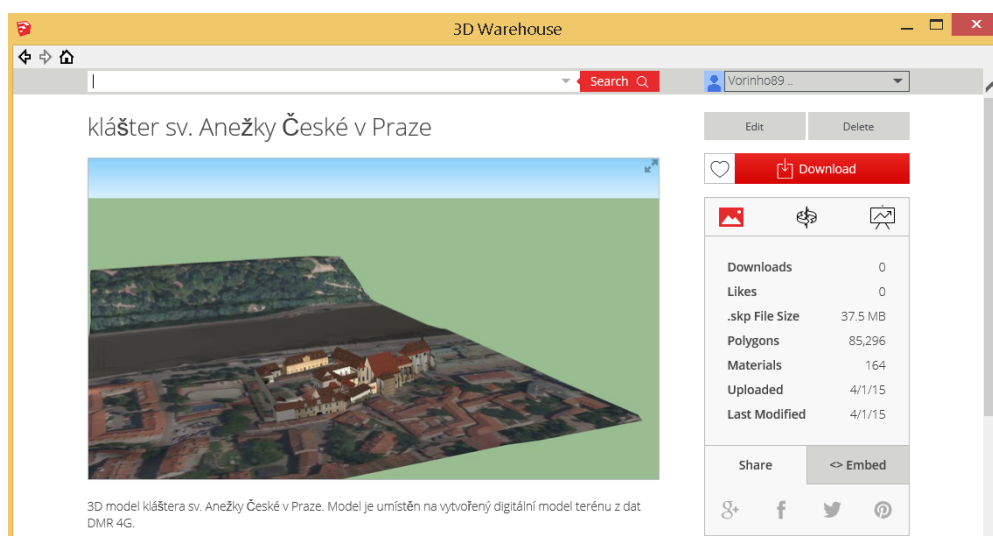 3D Warehouse
Search
Vorinho89 ..
klášter sv. Anežky České v Praze
Edit
Delete
Download
Downloads 0
Likes 0
.skp File Size 37.5 MB
Polygons 85,296
Materials 164
Uploaded 4/1/15
Last Modified 4/1/15
Share
<> Embed
3D model kláštera sv. Anežky České v Praze. Model je umístěn na vytvořený digitální model terénu z dat
DMR 4G.